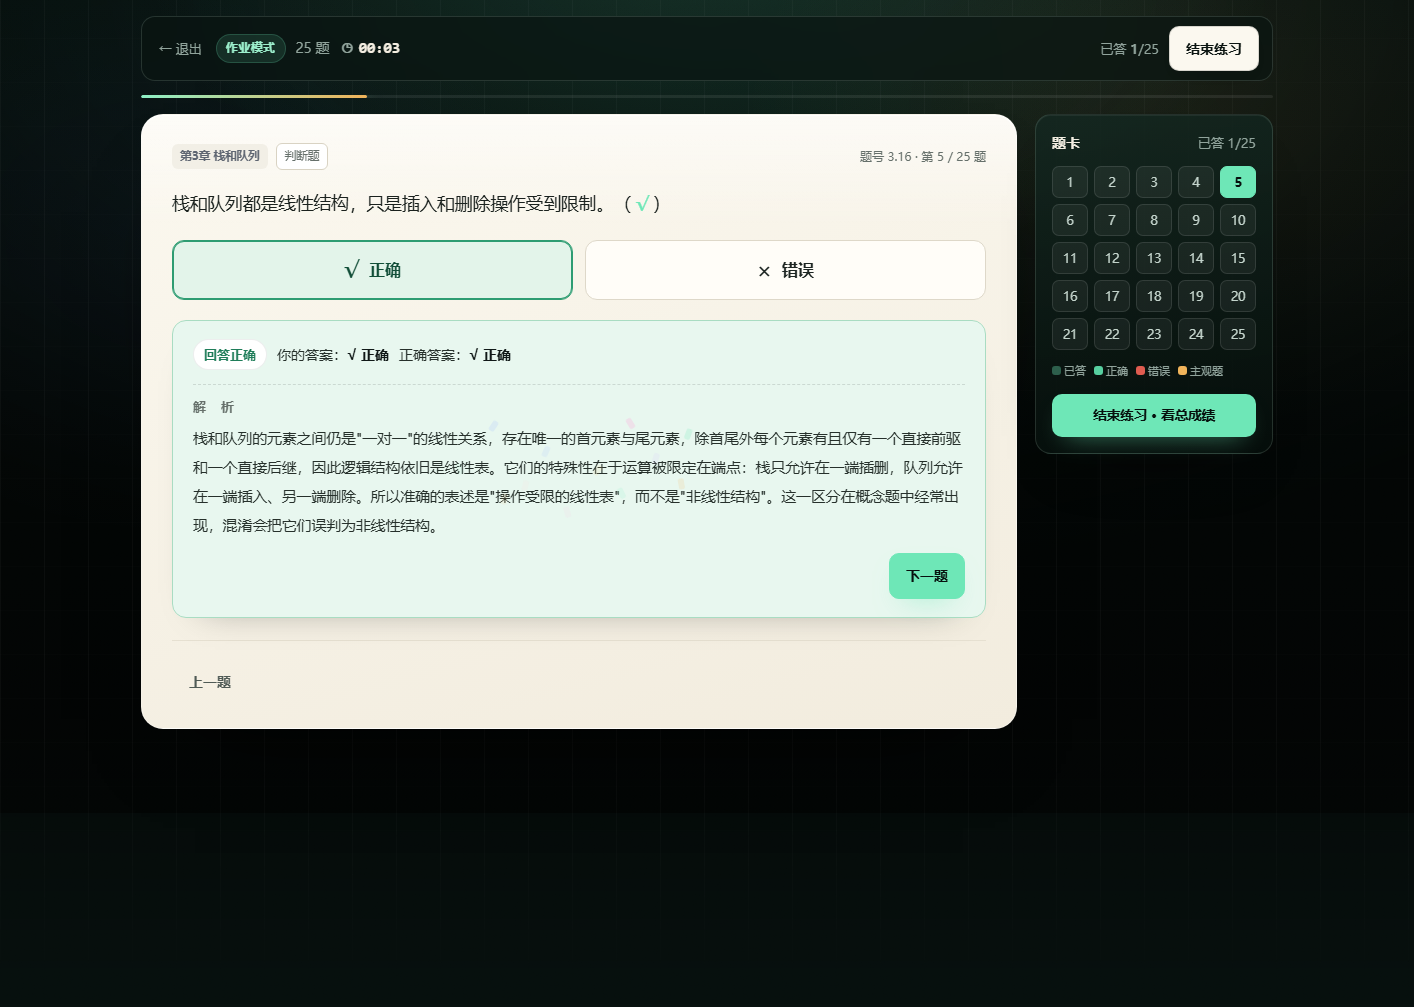 ← 退出 作业模式 25 题 00:03 已答 1/25 结束练习
第3章 栈和队列 判断题 题号 3.16 · 第 5 / 25 题
栈和队列都是线性结构，只是插入和删除操作受到限制。（√）
√ 正确 × 错误
回答正确 你的答案：√ 正确 正确答案：√ 正确
解 析
栈和队列的元素之间仍是"一对一"的线性关系，存在唯一的首元素与尾元素，除首尾外每个元素有且仅有一个直接前驱
和一个直接后继，因此逻辑结构依旧是线性表。它们的特殊性在于运算被限定在端点：栈只允许在一端插删，队列允许
在一端插入、另一端删除。所以准确的表述是"操作受限的线性表"，而不是"非线性结构"。这一区分在概念题中经常出
现，混淆会把它们误判为非线性结构。
下一题
上一题
题卡 已答 1/25
1 2 3 4 5
6 7 8 9 10
11 12 13 14 15
16 17 18 19 20
21 22 23 24 25
已答 正确 错误 主观题
结束练习 • 看总成绩